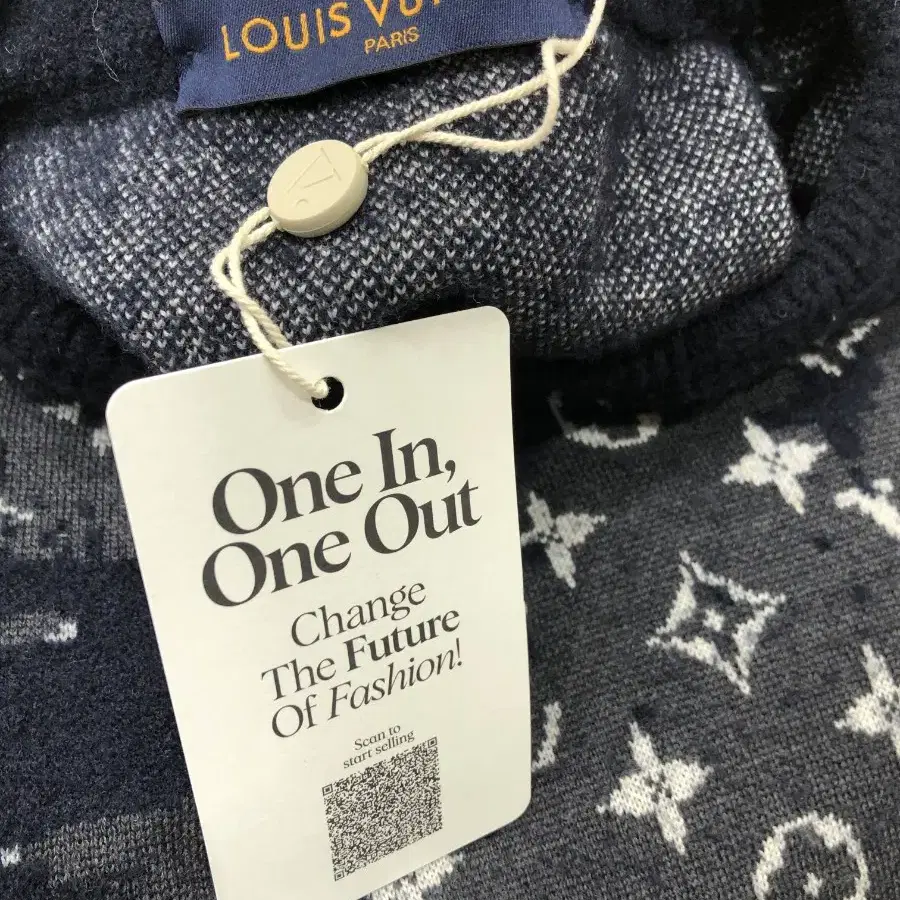 LOUIS VU
PARIS
V.
One In,
One Out
Change
The Future
Of Fashion!
Scan to
start selling